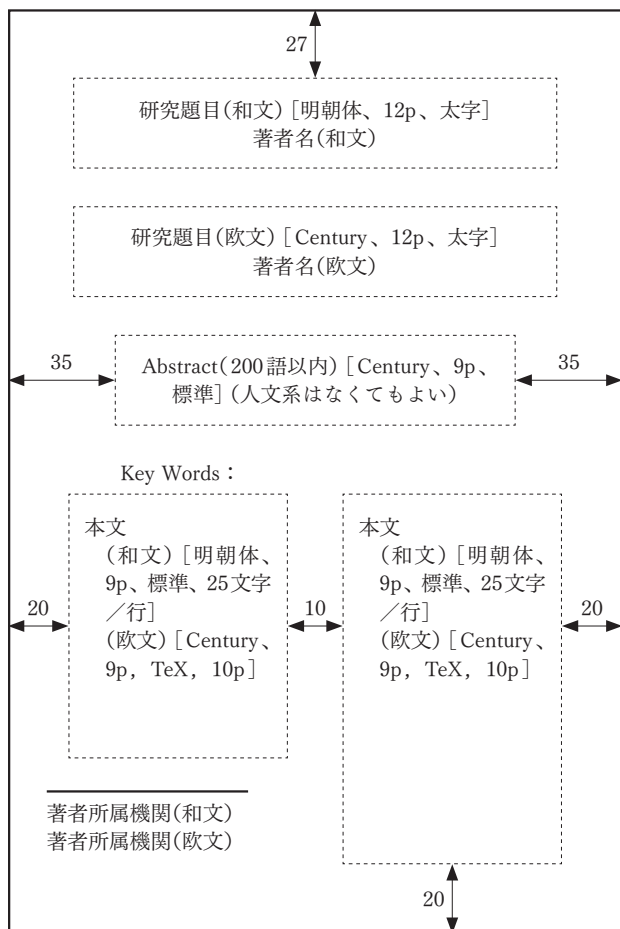 27
研究題目(和文)［明朝体、12p、太字］
著者名(和文)
研究題目(欧文)［Century、12p、太字］
著者名(欧文)
35
Abstract(200語以内)［Century、9p、
標準］(人文系はなくてもよい)
35
Key Words：
本文
(和文)［明朝体、
9p、標準、25文字
／行］
(欧文)［Century、
9p，TeX，10p］
20
10
本文
(和文)［明朝体、
9p、標準、25文字
／行］
(欧文)［Century、
9p，TeX，10p］
20
著者所属機関(和文)
著者所属機関(欧文)
20